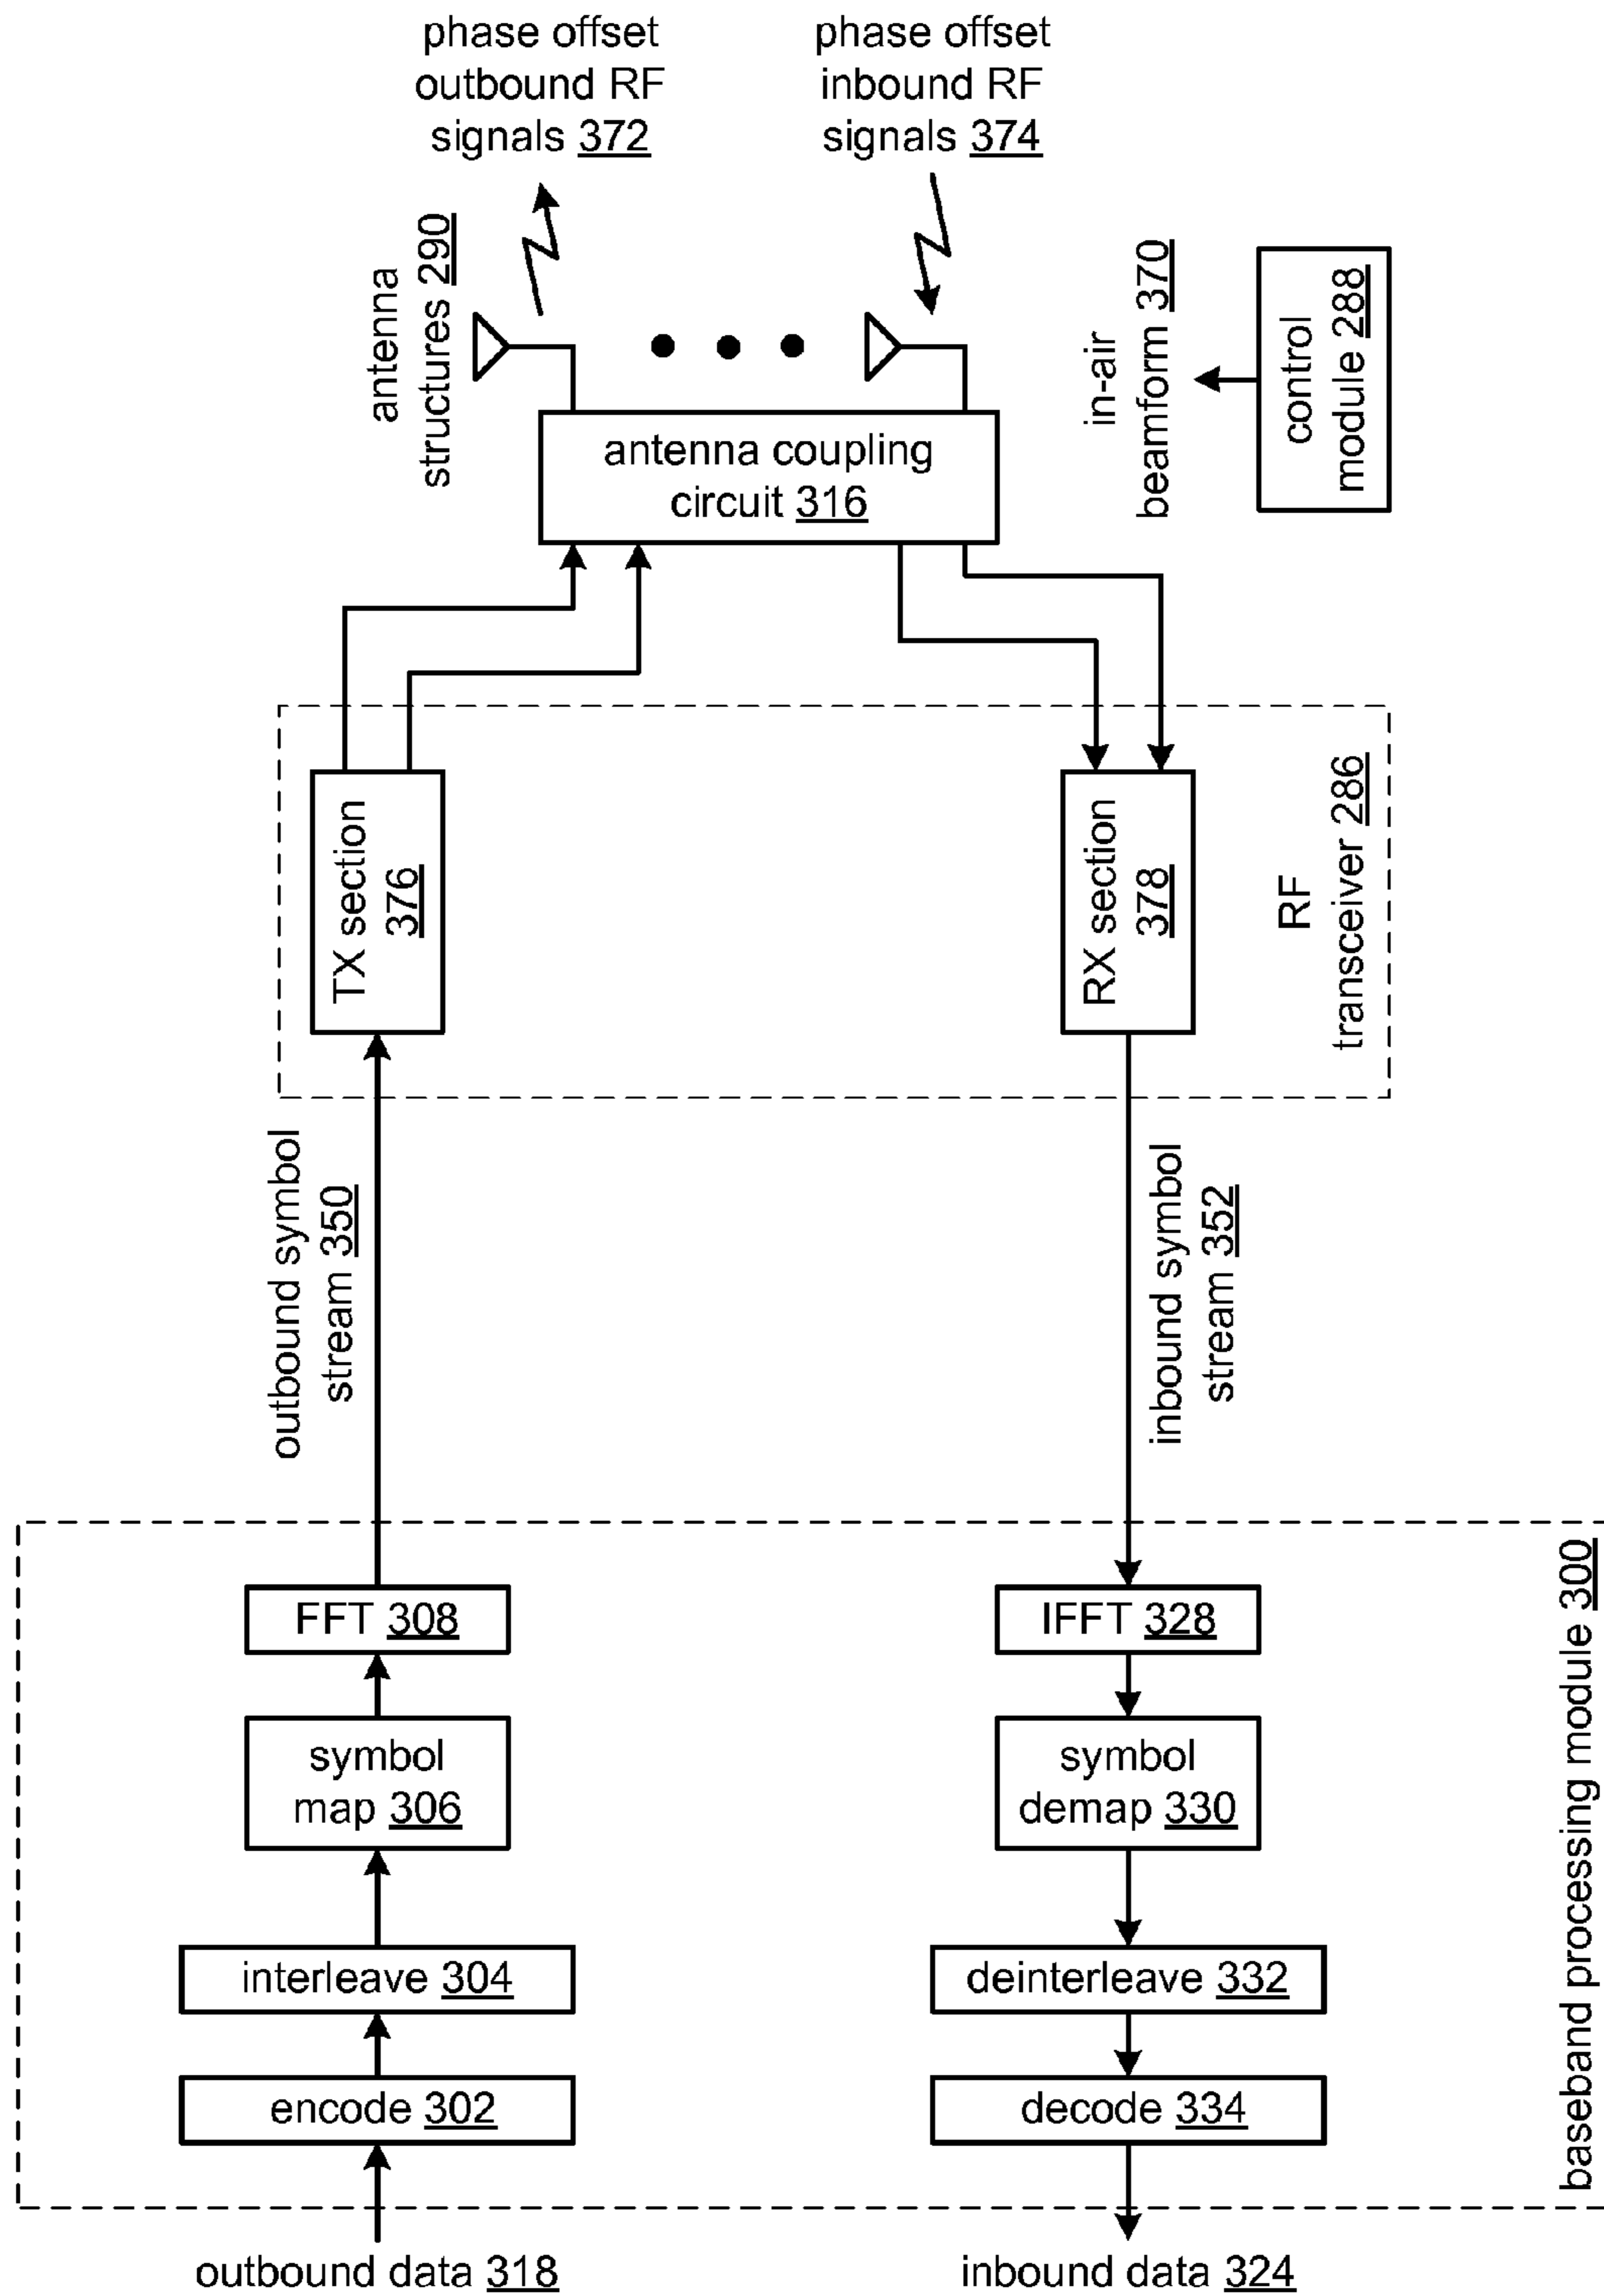 phase offset
outbound RF
signals 372
phase offset
inbound RF
signals 374
antenna
structures 290
antenna coupling
circuit 316
in-air
beamform 370
control
module 288
TX section
376
RX section
378
RF
transceiver 286
outbound symbol
stream 350
inbound symbol
stream 352
FFT 308
IFFT 328
symbol
map 306
symbol
demap 330
interleave 304
deinterleave 332
encode 302
decode 334
baseband processing module 300
outbound data 318
inbound data 324